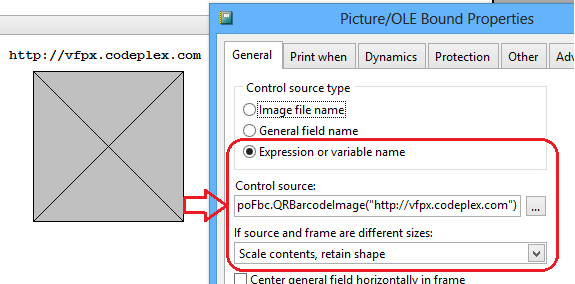 Picture/OLE Bound Properties
http://vfpx.codeplex.com
General
Print when
Dynamics
Protection
Other
Control source type
Image file name
General field name
Expression or variable name
Control source:
poFbc.QRBarcodeImage("http://vfpx.codeplex.com")
...
If source and frame are different sizes:
Scale contents, retain shape
Center general field horizontally in frame